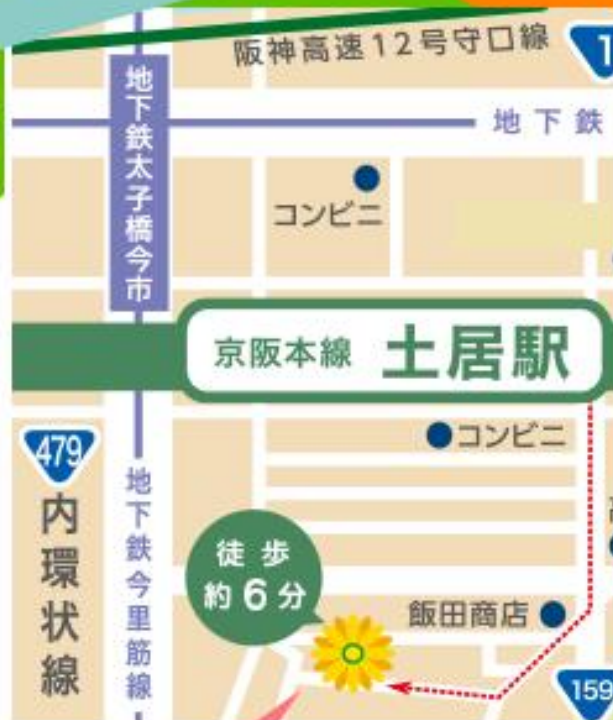 阪神高速12号守口線
1
地下鉄太子橋今市
地下鉄
コンビニ
京阪本線 土居駅
コンビニ
479
内環状線
地下鉄今里筋線
徒歩
約6分
飯田商店
159